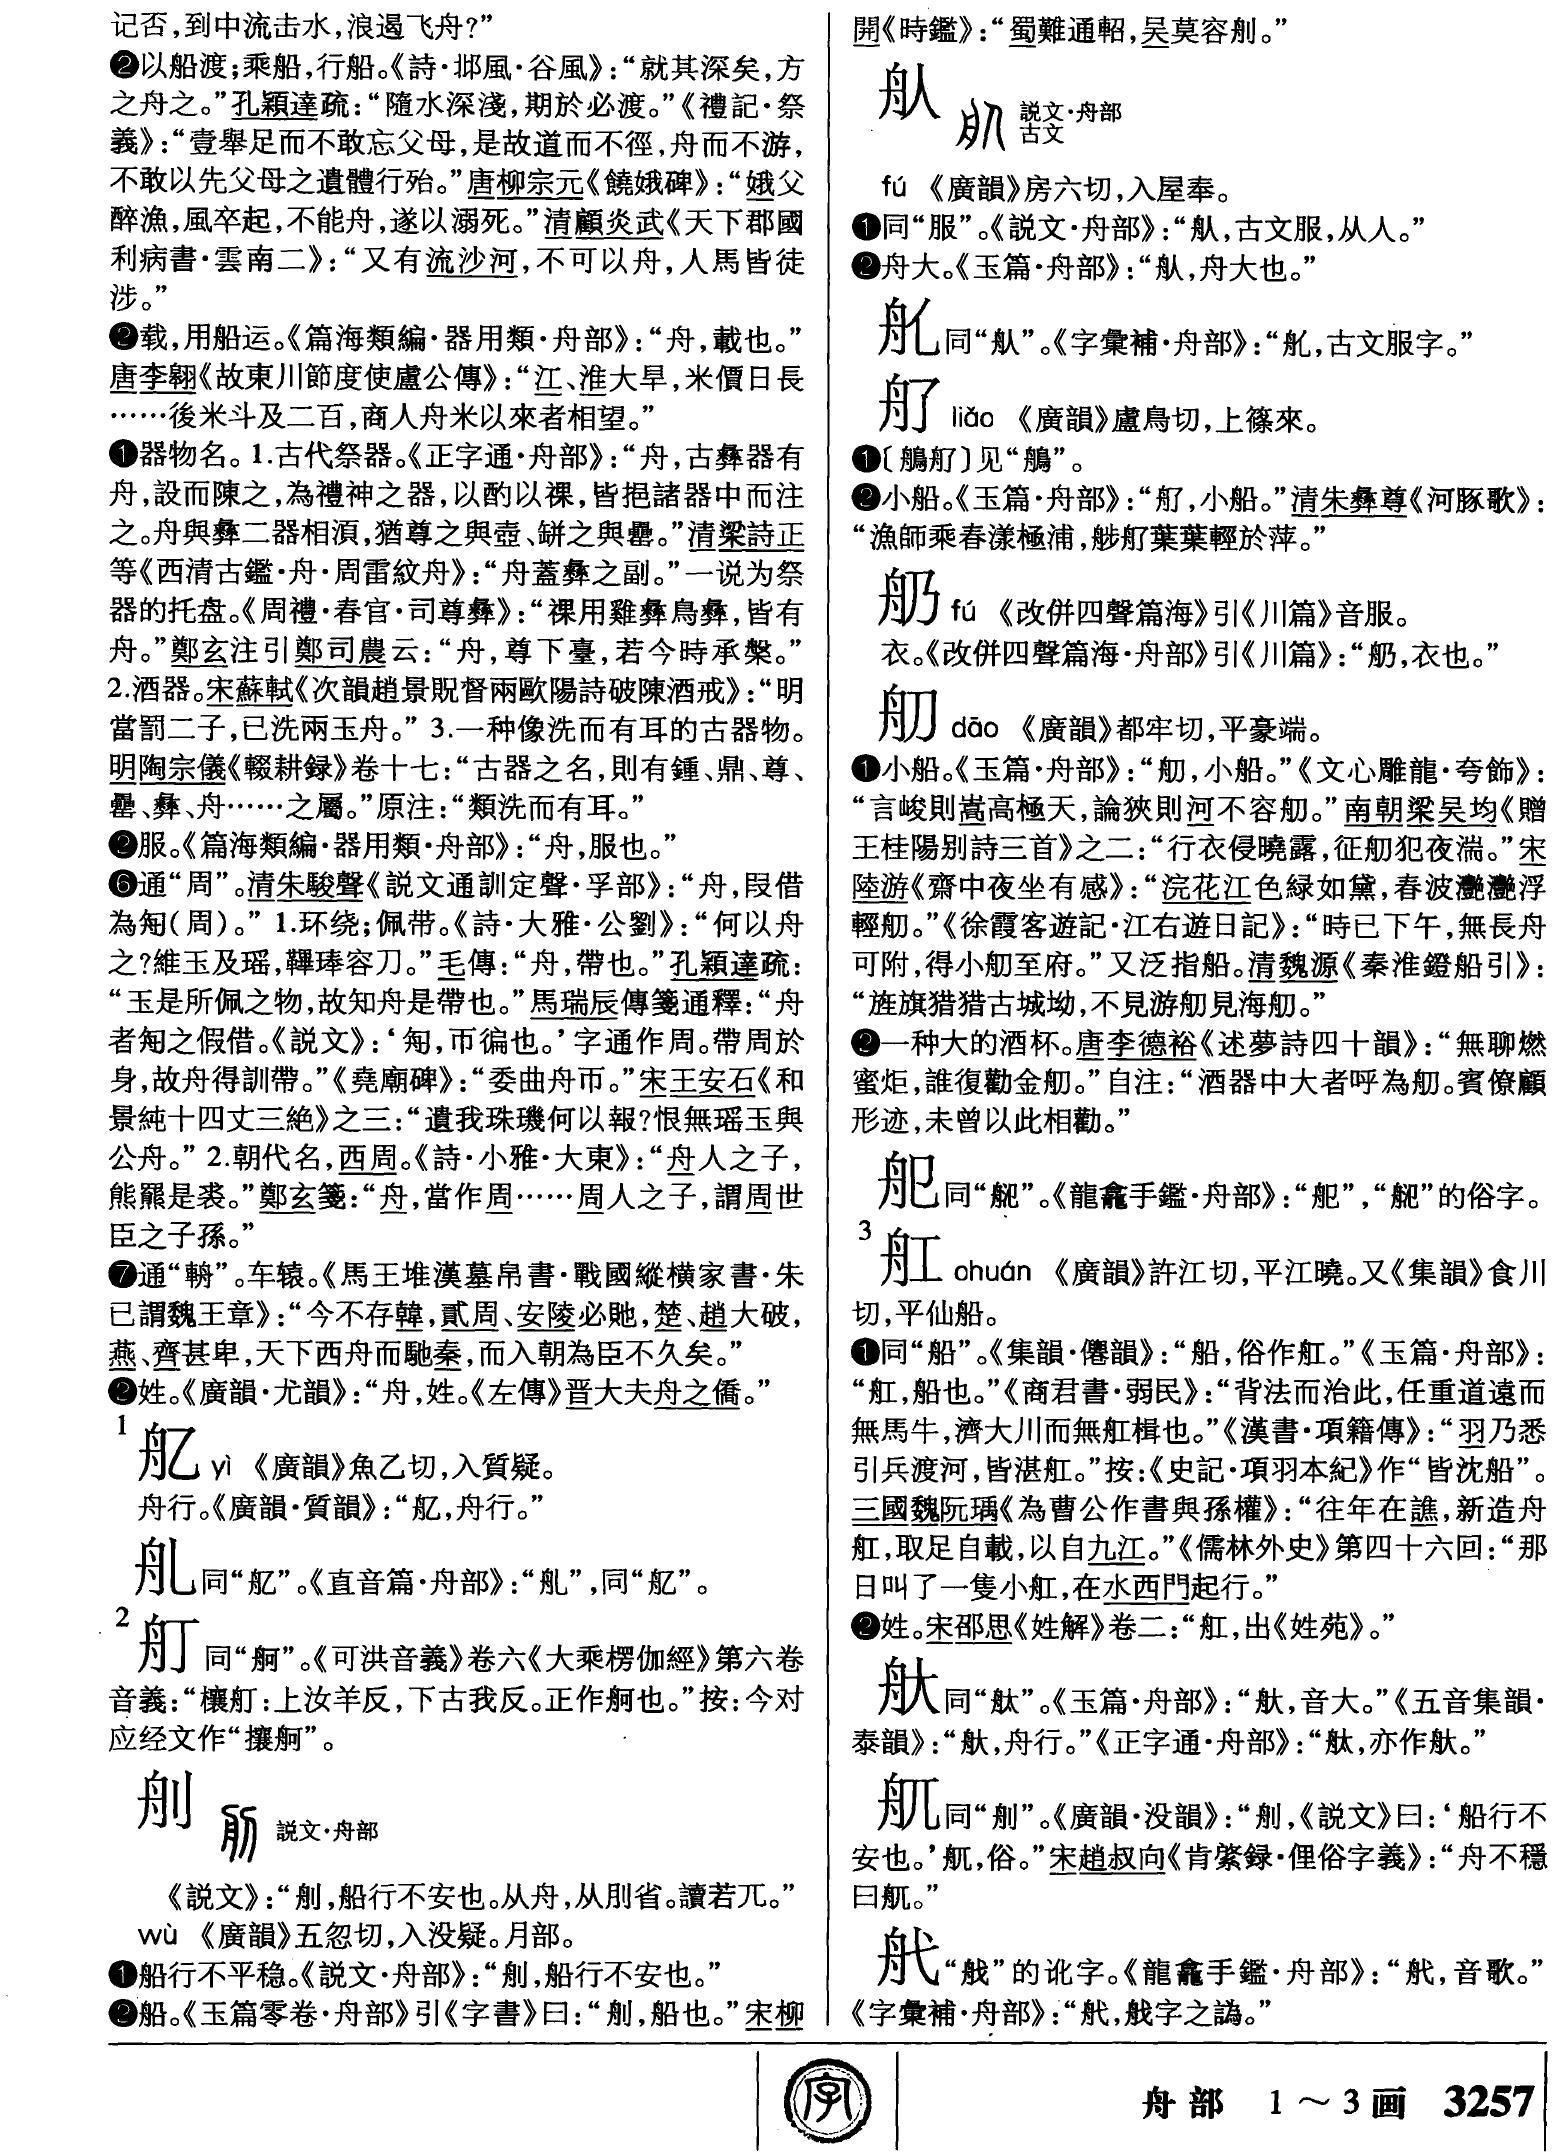 记否,到中流击水,浪遏飞舟?”
❷以船渡;乘船,行船。《詩·邶風·谷風》:“就其深矣,方
之舟之。”孔穎達疏:“隨水深淺,期於必渡。”《禮記·祭
義》:“壹舉足而不敢忘父母,是故道而不徑,舟而不游,
不敢以先父母之遺體行殆。”唐柳宗元《饒娥碑》:“娥父
醉漁,風卒起,不能舟,遂以溺死。”清顧炎武《天下郡國
利病書·雲南二》:“又有流沙河,不可以舟,人馬皆徒
涉。”
❷载,用船运。《篇海類編·器用類·舟部》:“舟,載也。”
唐李翱《故東川節度使盧公傳》:“江、淮大旱,米價日長
……後米斗及二百,商人舟米以來者相望。”
❶器物名。1.古代祭器。《正字通·舟部》:“舟,古彝器有
舟,設而陳之,為禮神之器,以酌以祼,皆挹諸器中而注
之。舟與彝二器相湏,猶尊之與壺、缾之與罍。”清梁詩正
等《西清古鑑·舟·周雷紋舟》:“舟蓋彝之副。”一说为祭
器的托盘。《周禮·春官·司尊彝》:“祼用雞彝鳥彝,皆有
舟。”鄭玄注引鄭司農云:“舟,尊下臺,若今時承槃。”
2.酒器。宋蘇軾《次韻趙景貺督兩歐陽詩破陳酒戒》:“明
當罰二子,已洗兩玉舟。” 3.一种像洗而有耳的古器物。
明陶宗儀《輟耕録》卷十七:“古器之名,則有鍾、鼎、尊、
罍、彝、舟……之屬。”原注:“類洗而有耳。”
❷服。《篇海類編·器用類·舟部》:“舟,服也。”
❻通“周”。清朱駿聲《説文通訓定聲·孚部》:“舟,叚借
為匊(周)。” 1.环绕;佩带。《詩·大雅·公劉》:“何以舟
之?維玉及瑶,鞸琫容刀。”毛傳:“舟,帶也。”孔穎達疏:
“玉是所佩之物,故知舟是帶也。”馬瑞辰傳箋通釋:“舟
者匊之假借。《説文》:‘匊,帀徧也。’字通作周。帶周於
身,故舟得訓帶。”《堯廟碑》:“委曲舟帀。”宋王安石《和
景純十四丈三絶》之三:“遺我珠璣何以報?恨無瑶玉與
公舟。” 2.朝代名,西周。《詩·小雅·大東》:“舟人之子,
熊羆是裘。”鄭玄箋:“舟,當作周……周人之子,謂周世
臣之子孫。”
❼通“輈”。车辕。《馬王堆漢墓帛書·戰國縱横家書·朱
已謂魏王章》:“今不存韓,貳周、安陵必貤,楚、趙大破,
燕、齊甚卑,天下西舟而馳秦,而入朝為臣不久矣。”
❷姓。《廣韻·尤韻》:“舟,姓。《左傳》晋大夫舟之僑。”
1
舡 yì 《廣韻》魚乙切,入質疑。
舟行。《廣韻·質韻》:“,舟行。”
同“”。《直音篇·舟部》:“”,同“”。
2
同“舸”。《可洪音義》卷六《大乘楞伽經》第六卷
音義:“欀:上汝羊反,下古我反。正作舸也。”按:今对
应经文作“攘舸”。
舠 説文·舟部
《説文》:“,船行不安也。从舟,从刖省。讀若兀。”
wù 《廣韻》五忽切,入没疑。月部。
❶船行不平稳。《説文·舟部》:“,船行不安也。”
❷船。《玉篇零卷·舟部》引《字書》曰:“,船也。”宋柳
開《時鑑》:“蜀難通軺,吴莫容。”
説文·舟部
古文
fú 《廣韻》房六切,入屋奉。
❶同“服”。《説文·舟部》:“,古文服,从人。”
❷舟大。《玉篇·舟部》:“,舟大也。”
同“”。《字彙補·舟部》:“,古文服字。”
liǎo 《廣韻》盧鳥切,上篠來。
❶〔〕见“”。
❷小船。《玉篇·舟部》:“,小船。”清朱彝尊《河豚歌》:
“漁師乘春漾極浦,葉葉輕於萍。”
fú 《改併四聲篇海》引《川篇》音服。
衣。《改併四聲篇海·舟部》引《川篇》:“,衣也。”
舠 dāo 《廣韻》都牢切,平豪端。
❶小船。《玉篇·舟部》:“舠,小船。”《文心雕龍·夸飾》:
“言峻則嵩高極天,論狹則河不容舠。”南朝梁吴均《贈
王桂陽别詩三首》之二:“行衣侵曉露,征舠犯夜湍。”宋
陸游《齋中夜坐有感》:“浣花江色緑如黛,春波灧灧浮
輕舠。”《徐霞客遊記·江右遊日記》:“時已下午,無長舟
可附,得小舠至府。”又泛指船。清魏源《秦淮鐙船引》:
“旌旗猎猎古城坳,不見游舠見海舠。”
❷一种大的酒杯。唐李德裕《述夢詩四十韻》:“無聊燃
蜜炬,誰復勸金舠。”自注:“酒器中大者呼為舠。賓僚顧
形迹,未曾以此相勸。”
同“”。《龍龕手鑑·舟部》:“”,“”的俗字。
3
舡 chuán 《廣韻》許江切,平江曉。又《集韻》食川
切,平仙船。
❶同“船”。《集韻·僊韻》:“船,俗作舡。”《玉篇·舟部》:
“舡,船也。”《商君書·弱民》:“背法而治此,任重道遠而
無馬牛,濟大川而無舡楫也。”《漢書·項籍傳》:“羽乃悉
引兵渡河,皆湛舡。”按:《史記·項羽本紀》作“皆沈船”。
三國魏阮瑀《為曹公作書與孫權》:“往年在譙,新造舟
舡,取足自載,以自九江。”《儒林外史》第四十六回:“那
日叫了一隻小舡,在水西門起行。”
❷姓。宋邵思《姓解》卷二:“舡,出《姓苑》。”
同“舦”。《玉篇·舟部》:“,音大。”《五音集韻·
泰韻》:“,舟行。”《正字通·舟部》:“舦,亦作。”
同“”。《廣韻·没韻》:“,《説文》曰:‘船行不
安也。’,俗。”宋趙叔向《肯綮録·俚俗字義》:“舟不穩
曰。”
“”的讹字。《龍龕手鑑·舟部》:“,音歌。”
《字彙補·舟部》:“,字之譌。”
字
舟部 1～3画 3257